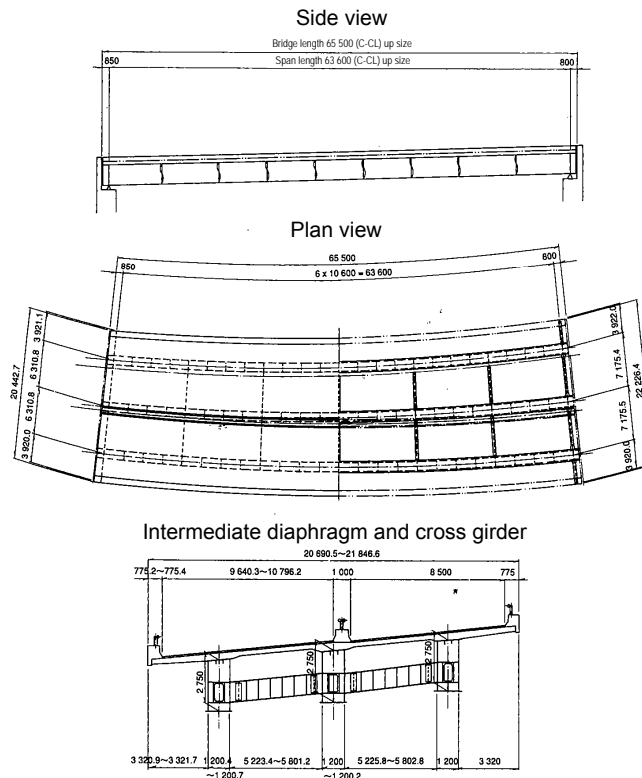 Side view
Bridge length 65 500 (C-CL) up size
850 Span length 63 600 (C-CL) up size 800
Plan view
65 500
850 6 x 10 600 = 63 600 800
20 442.7
3 921.1
6 310.8
6 310.8
3 920.0
3 922.0
7 175.4
7 175.5
3 920.0
22 226.4
Intermediate diaphragm and cross girder
20 690.5~21 846.6
775.2~775.4 9 640.3~10 796.2 1 000 8 500 775
2 750
2 750
2 750
3 320.9~3 321.7 1 200.4 5 223.4~5 801.2 1 200 5 225.8~5 802.8 1 200 3 320
~1 200.7 ~1 200.2